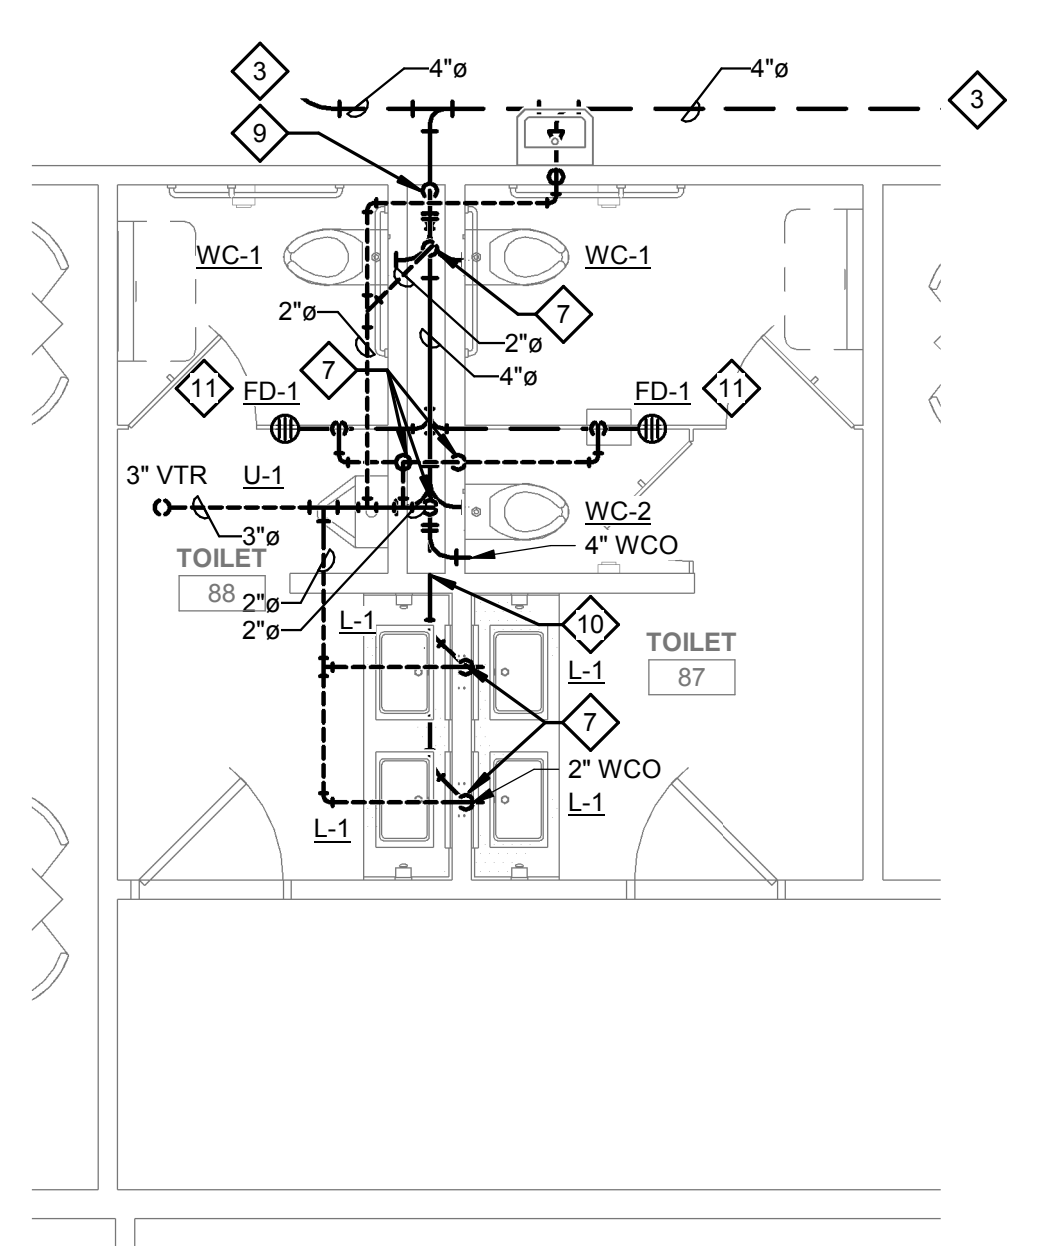 3
4"ø
4"ø
3
9
WC-1
WC-1
2"ø
7
2"ø
7
4"ø
11
FD-1
FD-1
11
3" VTR
U-1
WC-2
3"ø
4" WCO
TOILET
88
2"ø
2"ø
L-1
10
TOILET
87
L-1
7
2" WCO
L-1
L-1